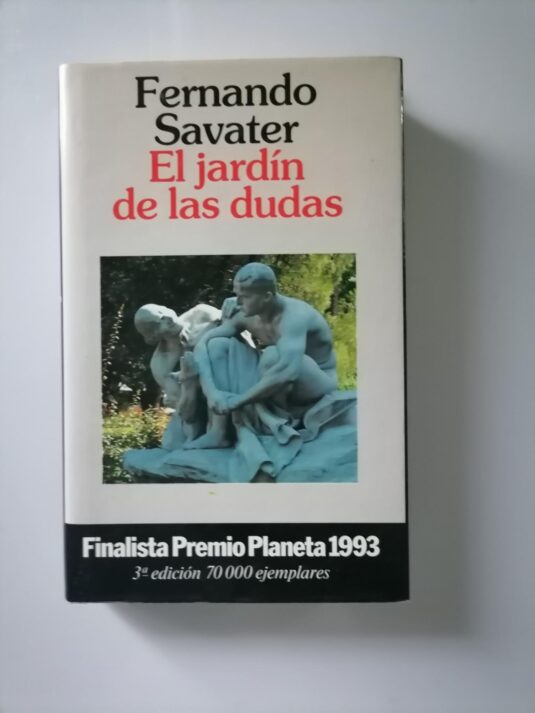 Fernando
Savater
El jardín
de las dudas
Finalista Premio Planeta 1993
3ª edición 70 000 ejemplares